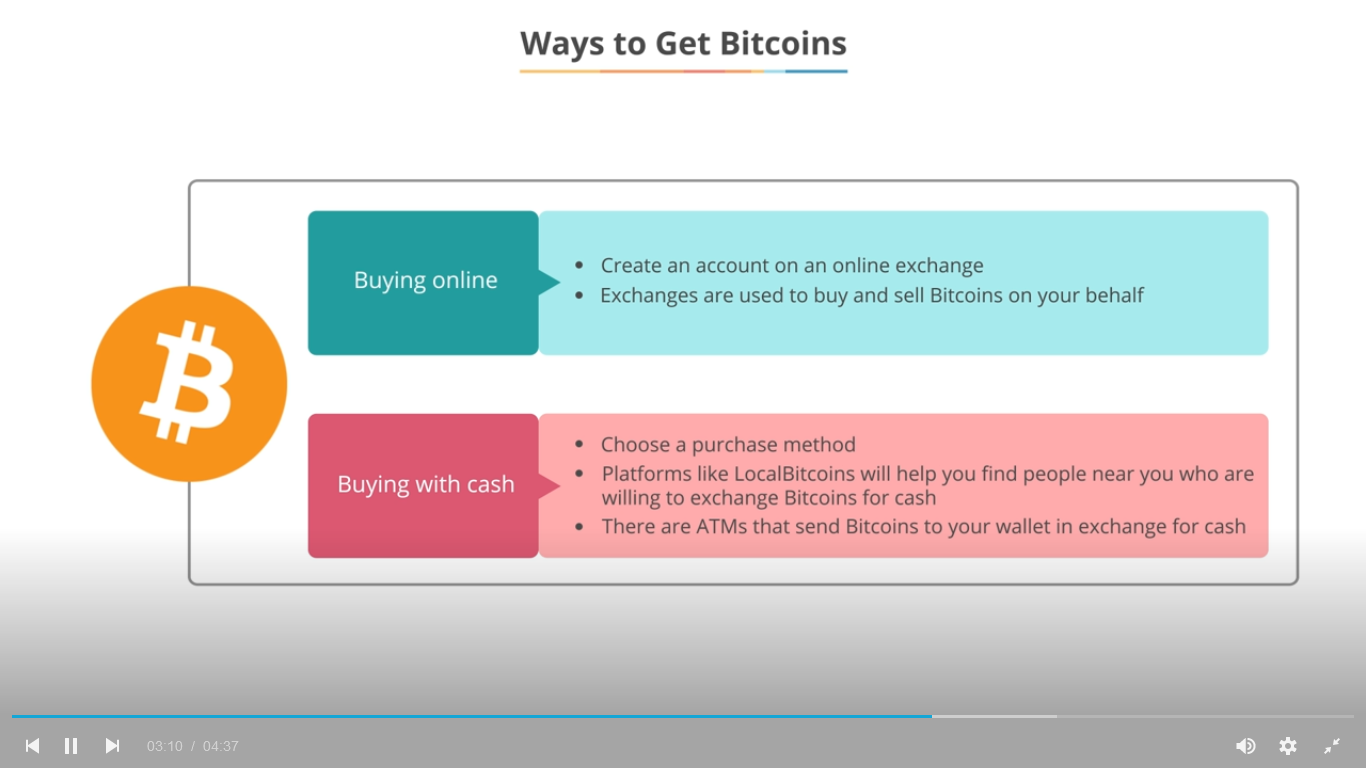 Ways to Get Bitcoins
Buying online
• Create an account on an online exchange
• Exchanges are used to buy and sell Bitcoins on your behalf
Buying with cash
• Choose a purchase method
• Platforms like LocalBitcoins will help you find people near you who are
willing to exchange Bitcoins for cash
• There are ATMs that send Bitcoins to your wallet in exchange for cash
03:10 / 04:37